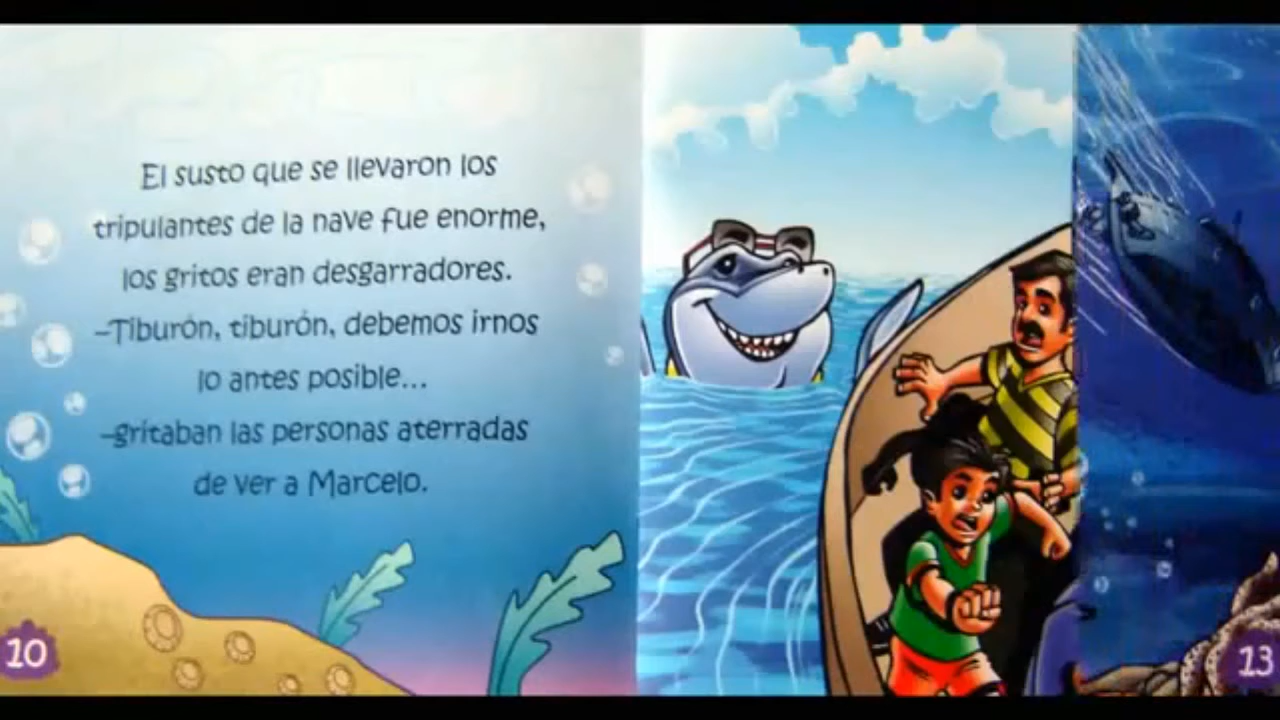 El susto que se llevaron los
tripulantes de la nave fue enorme,
los gritos eran desgarradores.
–Tiburón, tiburón, debemos irnos
lo antes posible...
–gritaban las personas aterradas
de ver a Marcelo.
10
13